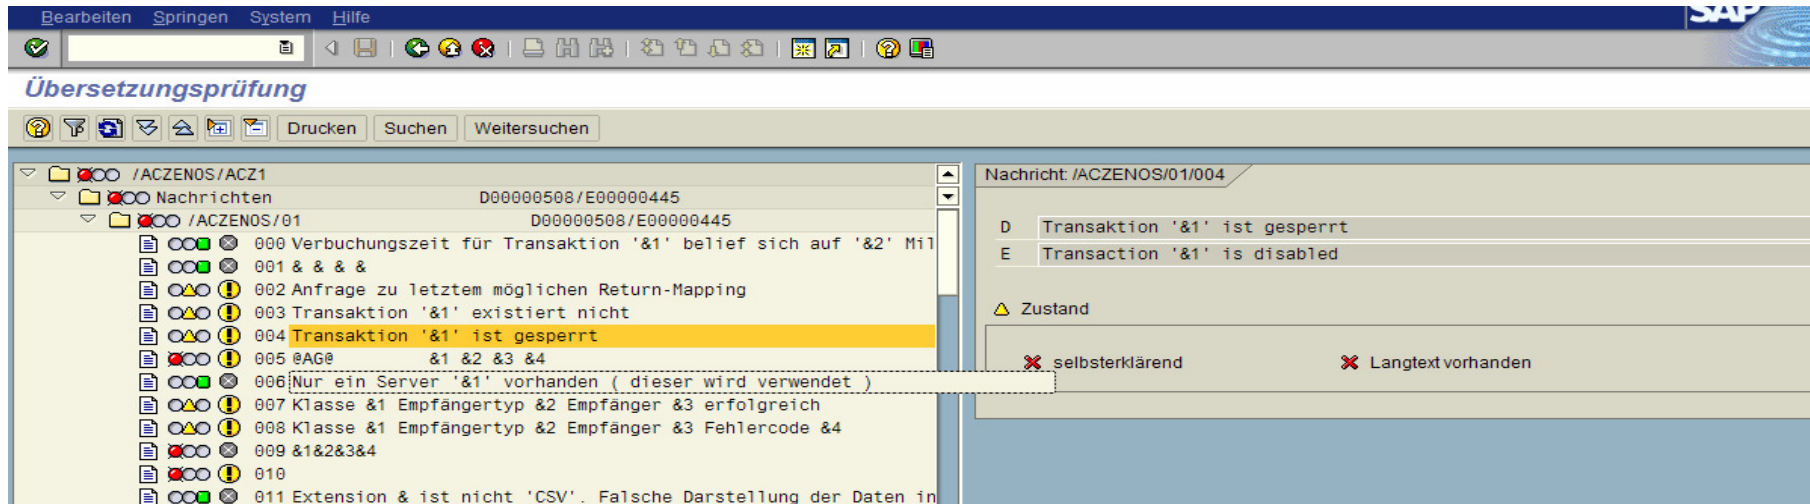 Bearbeiten Springen System Hilfe
SAP
Übersetzungsprüfung
Drucken Suchen Weitersuchen
/ACZENOS/ACZ1
Nachrichten D00000508/E00000445
/ACZENOS/01 D00000508/E00000445
000 Verbuchungszeit für Transaktion '&1' belief sich auf '&2' Mil
001 & & & &
002 Anfrage zu letztem möglichen Return-Mapping
003 Transaktion '&1' existiert nicht
004 Transaktion '&1' ist gesperrt
005 @AG@ &1 &2 &3 &4
006 Nur ein Server '&1' vorhanden ( dieser wird verwendet )
007 Klasse &1 Empfängertyp &2 Empfänger &3 erfolgreich
008 Klasse &1 Empfängertyp &2 Empfänger &3 Fehlercode &4
009 &1&2&3&4
010
011 Extension & ist nicht 'CSV'. Falsche Darstellung der Daten in
Nachricht: /ACZENOS/01/004
D Transaktion '&1' ist gesperrt
E Transaction '&1' is disabled
Zustand
selbsterklärend Langtext vorhanden